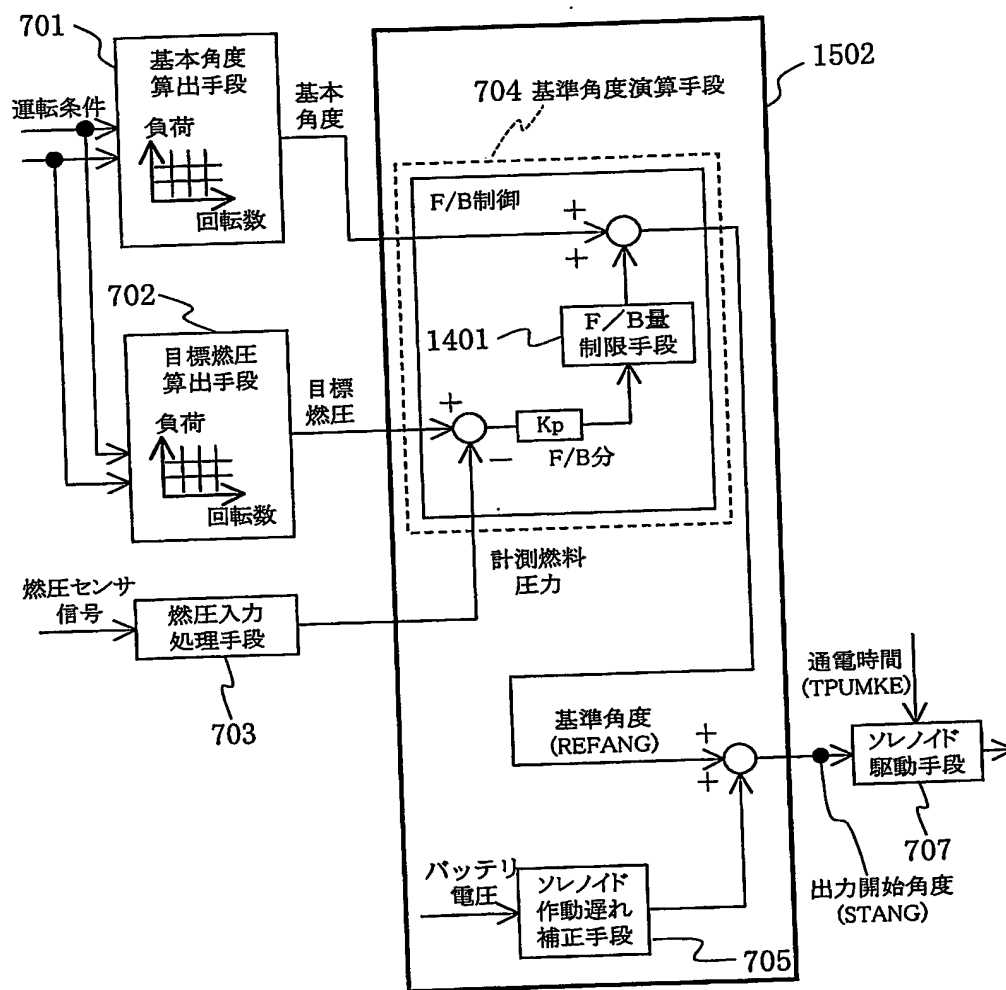 701
基本角度
算出手段
運転条件
負荷
回転数
基本
角度
1502
704 基準角度演算手段
F/B制御
+
+
1401
F／B量
制限手段
702
目標燃圧
算出手段
負荷
回転数
目標
燃圧
+
−
Kp
F/B分
計測燃料
圧力
燃圧センサ
信号
燃圧入力
処理手段
703
通電時間
(TPUMKE)
基準角度
(REFANG)
+
+
ソレノイド
駆動手段
707
出力開始角度
(STANG)
バッテリ
電圧
ソレノイド
作動遅れ
補正手段
705